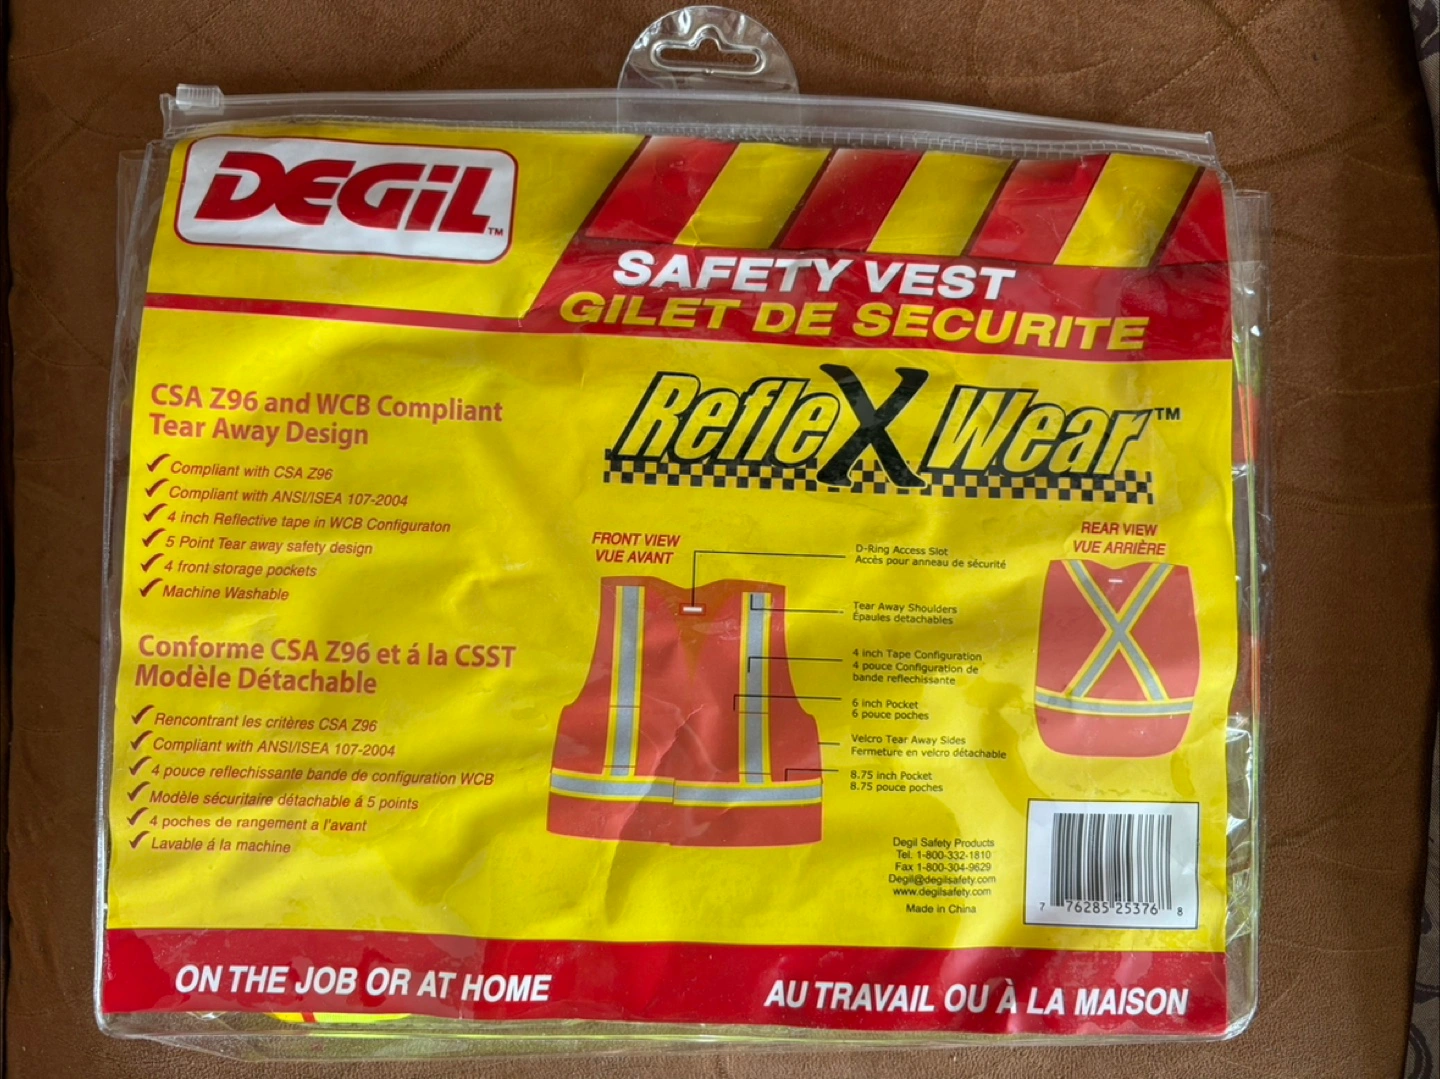 DEGiL™
SAFETY VEST
GILET DE SECURITE
RefleXWear™
CSA Z96 and WCB Compliant
Tear Away Design
Compliant with CSA Z96
Compliant with ANSI/ISEA 107-2004
4 inch Reflective tape in WCB Configuraton
5 Point Tear away safety design
4 front storage pockets
Machine Washable
Conforme CSA Z96 et á la CSST
Modèle Détachable
Rencontrant les critères CSA Z96
Compliant with ANSI/ISEA 107-2004
4 pouce reflechissante bande de configuration WCB
Modèle sécuritaire détachable á 5 points
4 poches de rangement a l'avant
Lavable á la machine
FRONT VIEW
VUE AVANT
D-Ring Access Slot
Accès pour anneau de sécurité
Tear Away Shoulders
Épaules detachables
4 inch Tape Configuration
4 pouce Configuration de
bande reflechissante
6 inch Pocket
6 pouce poches
Velcro Tear Away Sides
Fermeture en velcro détachable
8.75 inch Pocket
8.75 pouce poches
REAR VIEW
VUE ARRIÈRE
Degil Safety Products
Tel. 1-800-332-1810
Fax 1-800-304-9629
Degil@degilsafety.com
www.degilsafety.com
Made in China
7 76285 25376 8
ON THE JOB OR AT HOME
AU TRAVAIL OU À LA MAISON